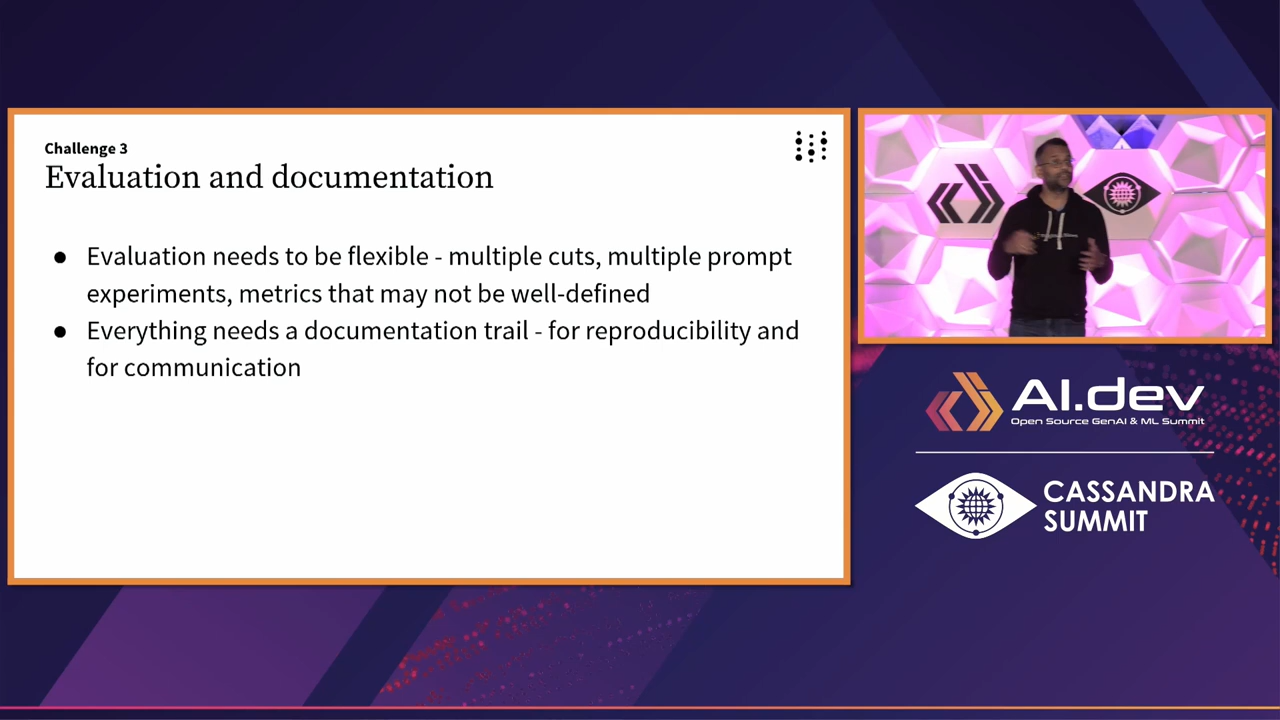 Challenge 3
Evaluation and documentation
● Evaluation needs to be flexible - multiple cuts, multiple prompt
experiments, metrics that may not be well-defined
● Everything needs a documentation trail - for reproducibility and
for communication
AI.dev
Open Source GenAI & ML Summit
CASSANDRA
SUMMIT